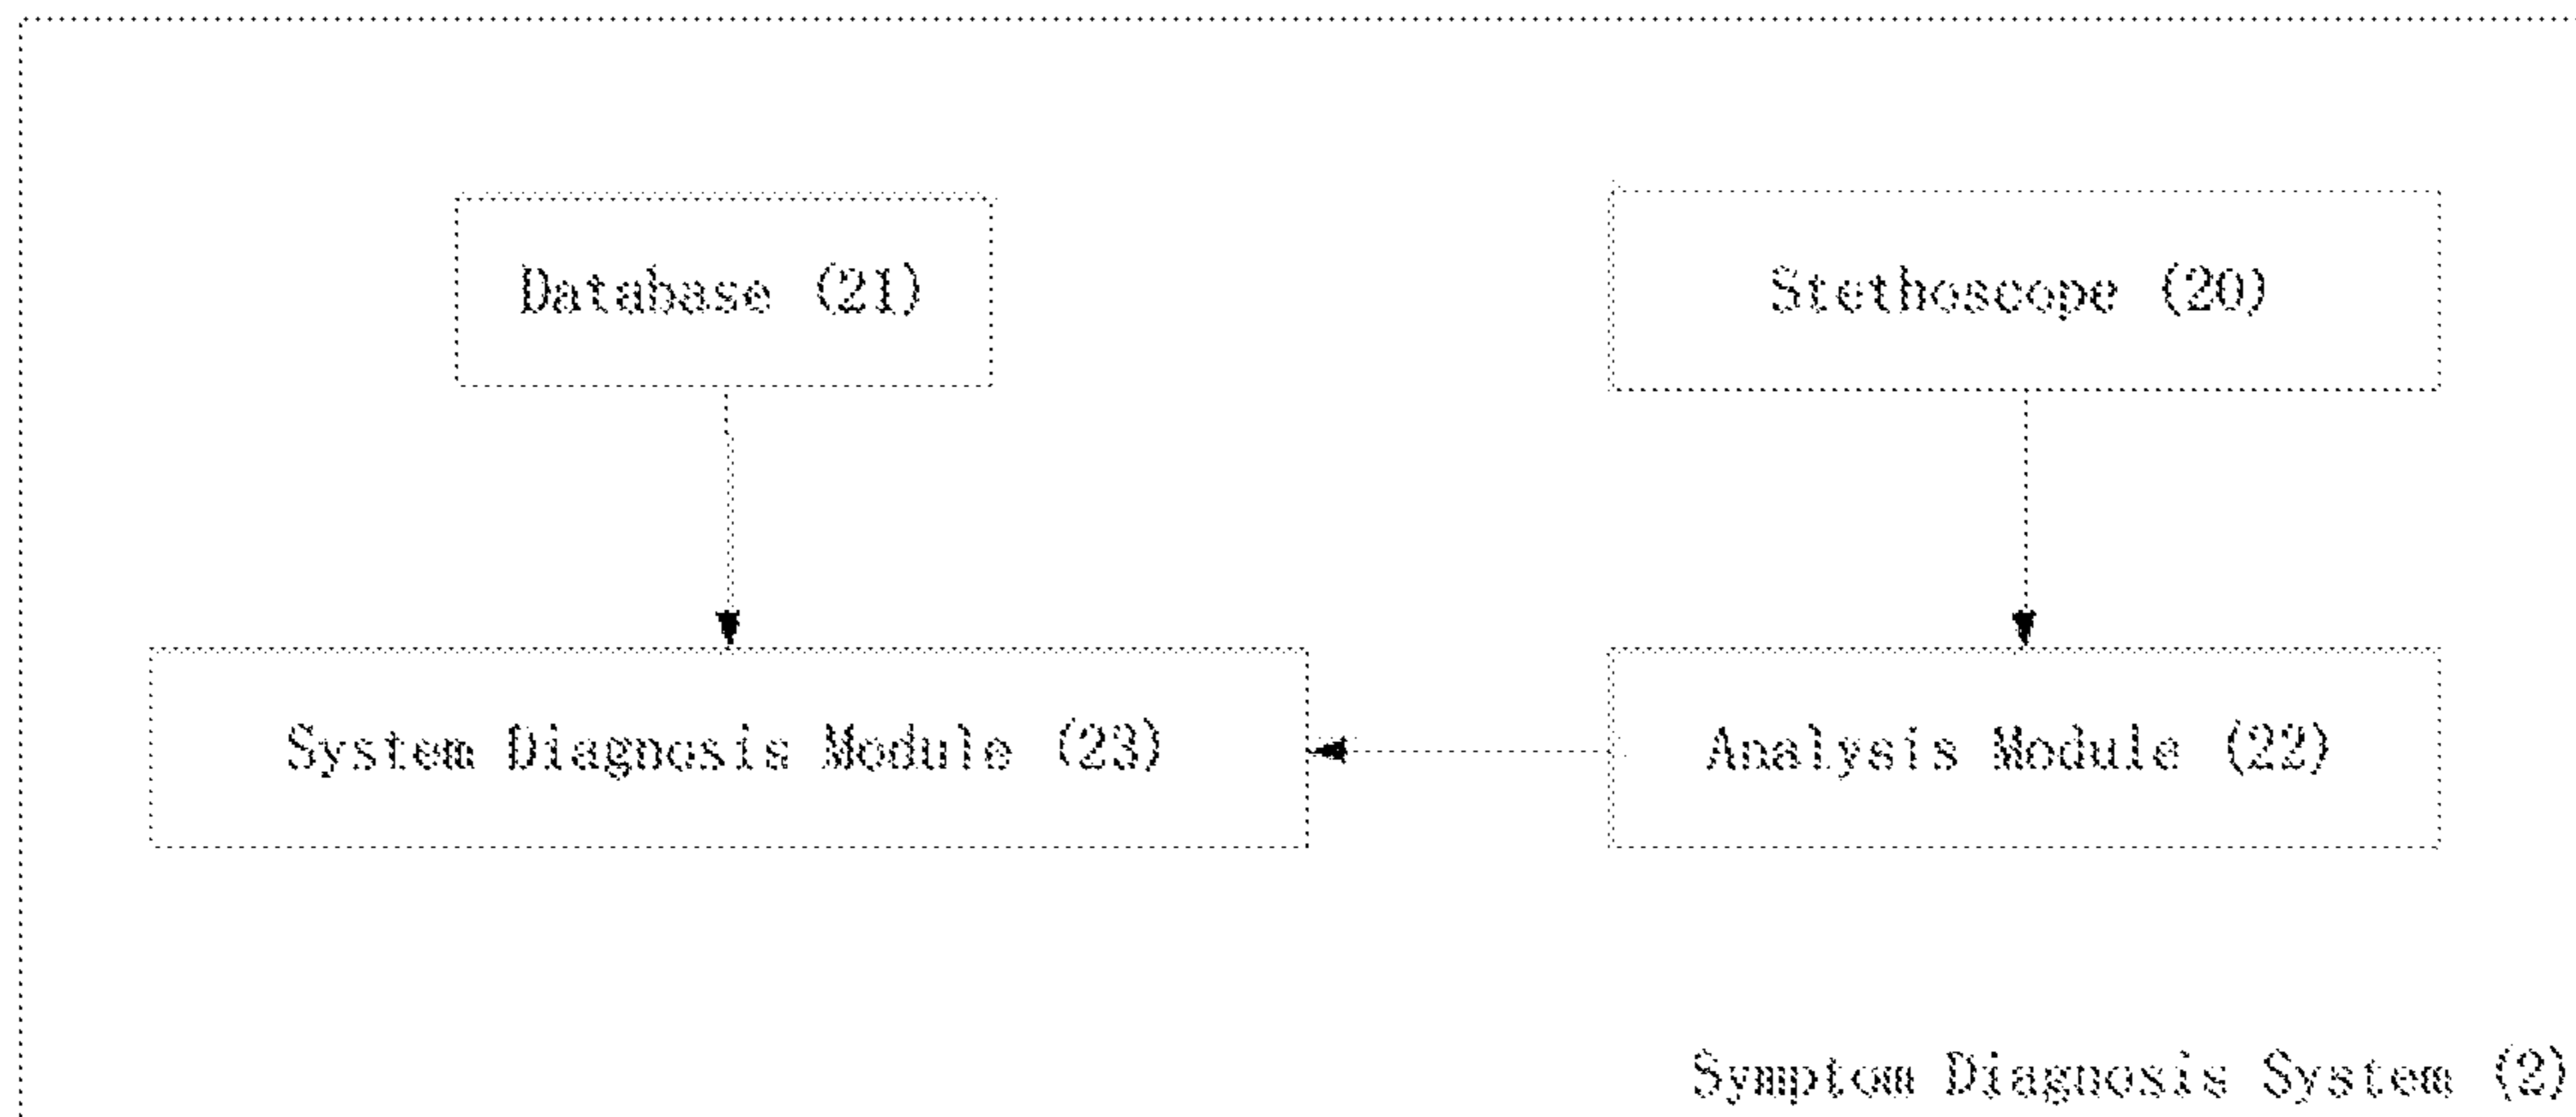 Database (21)
Stethoscope (20)
System Diagnosis Module (23)
Analysis Module (22)
Symptom Diagnosis System (2)